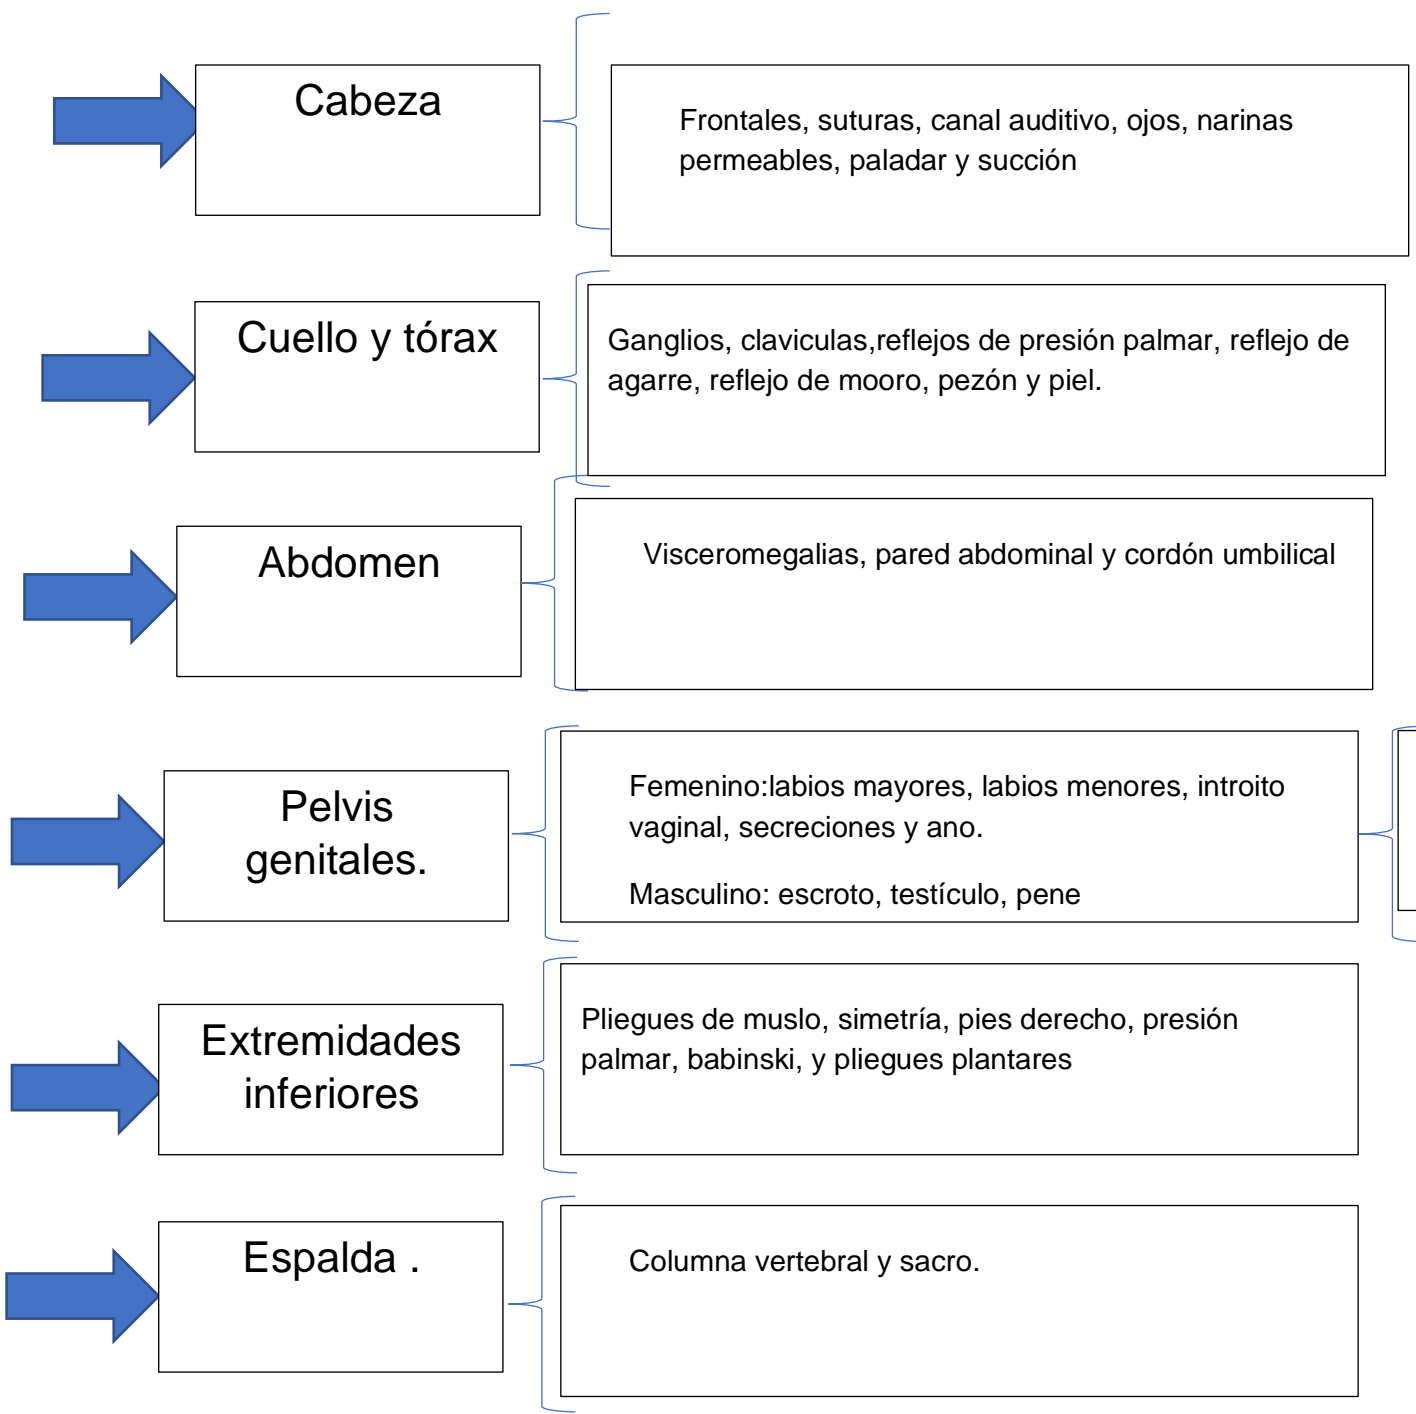 Cabeza
Frontales, suturas, canal auditivo, ojos, narinas
permeables, paladar y succión
Cuello y tórax
Ganglios, claviculas,reflejos de presión palmar, reflejo de
agarre, reflejo de mooro, pezón y piel.
Abdomen
Visceromegalias, pared abdominal y cordón umbilical
Pelvis
genitales.
Femenino:labios mayores, labios menores, introito
vaginal, secreciones y ano.
Masculino: escroto, testículo, pene
Extremidades
inferiores
Pliegues de muslo, simetría, pies derecho, presión
palmar, babinski, y pliegues plantares
Espalda .
Columna vertebral y sacro.